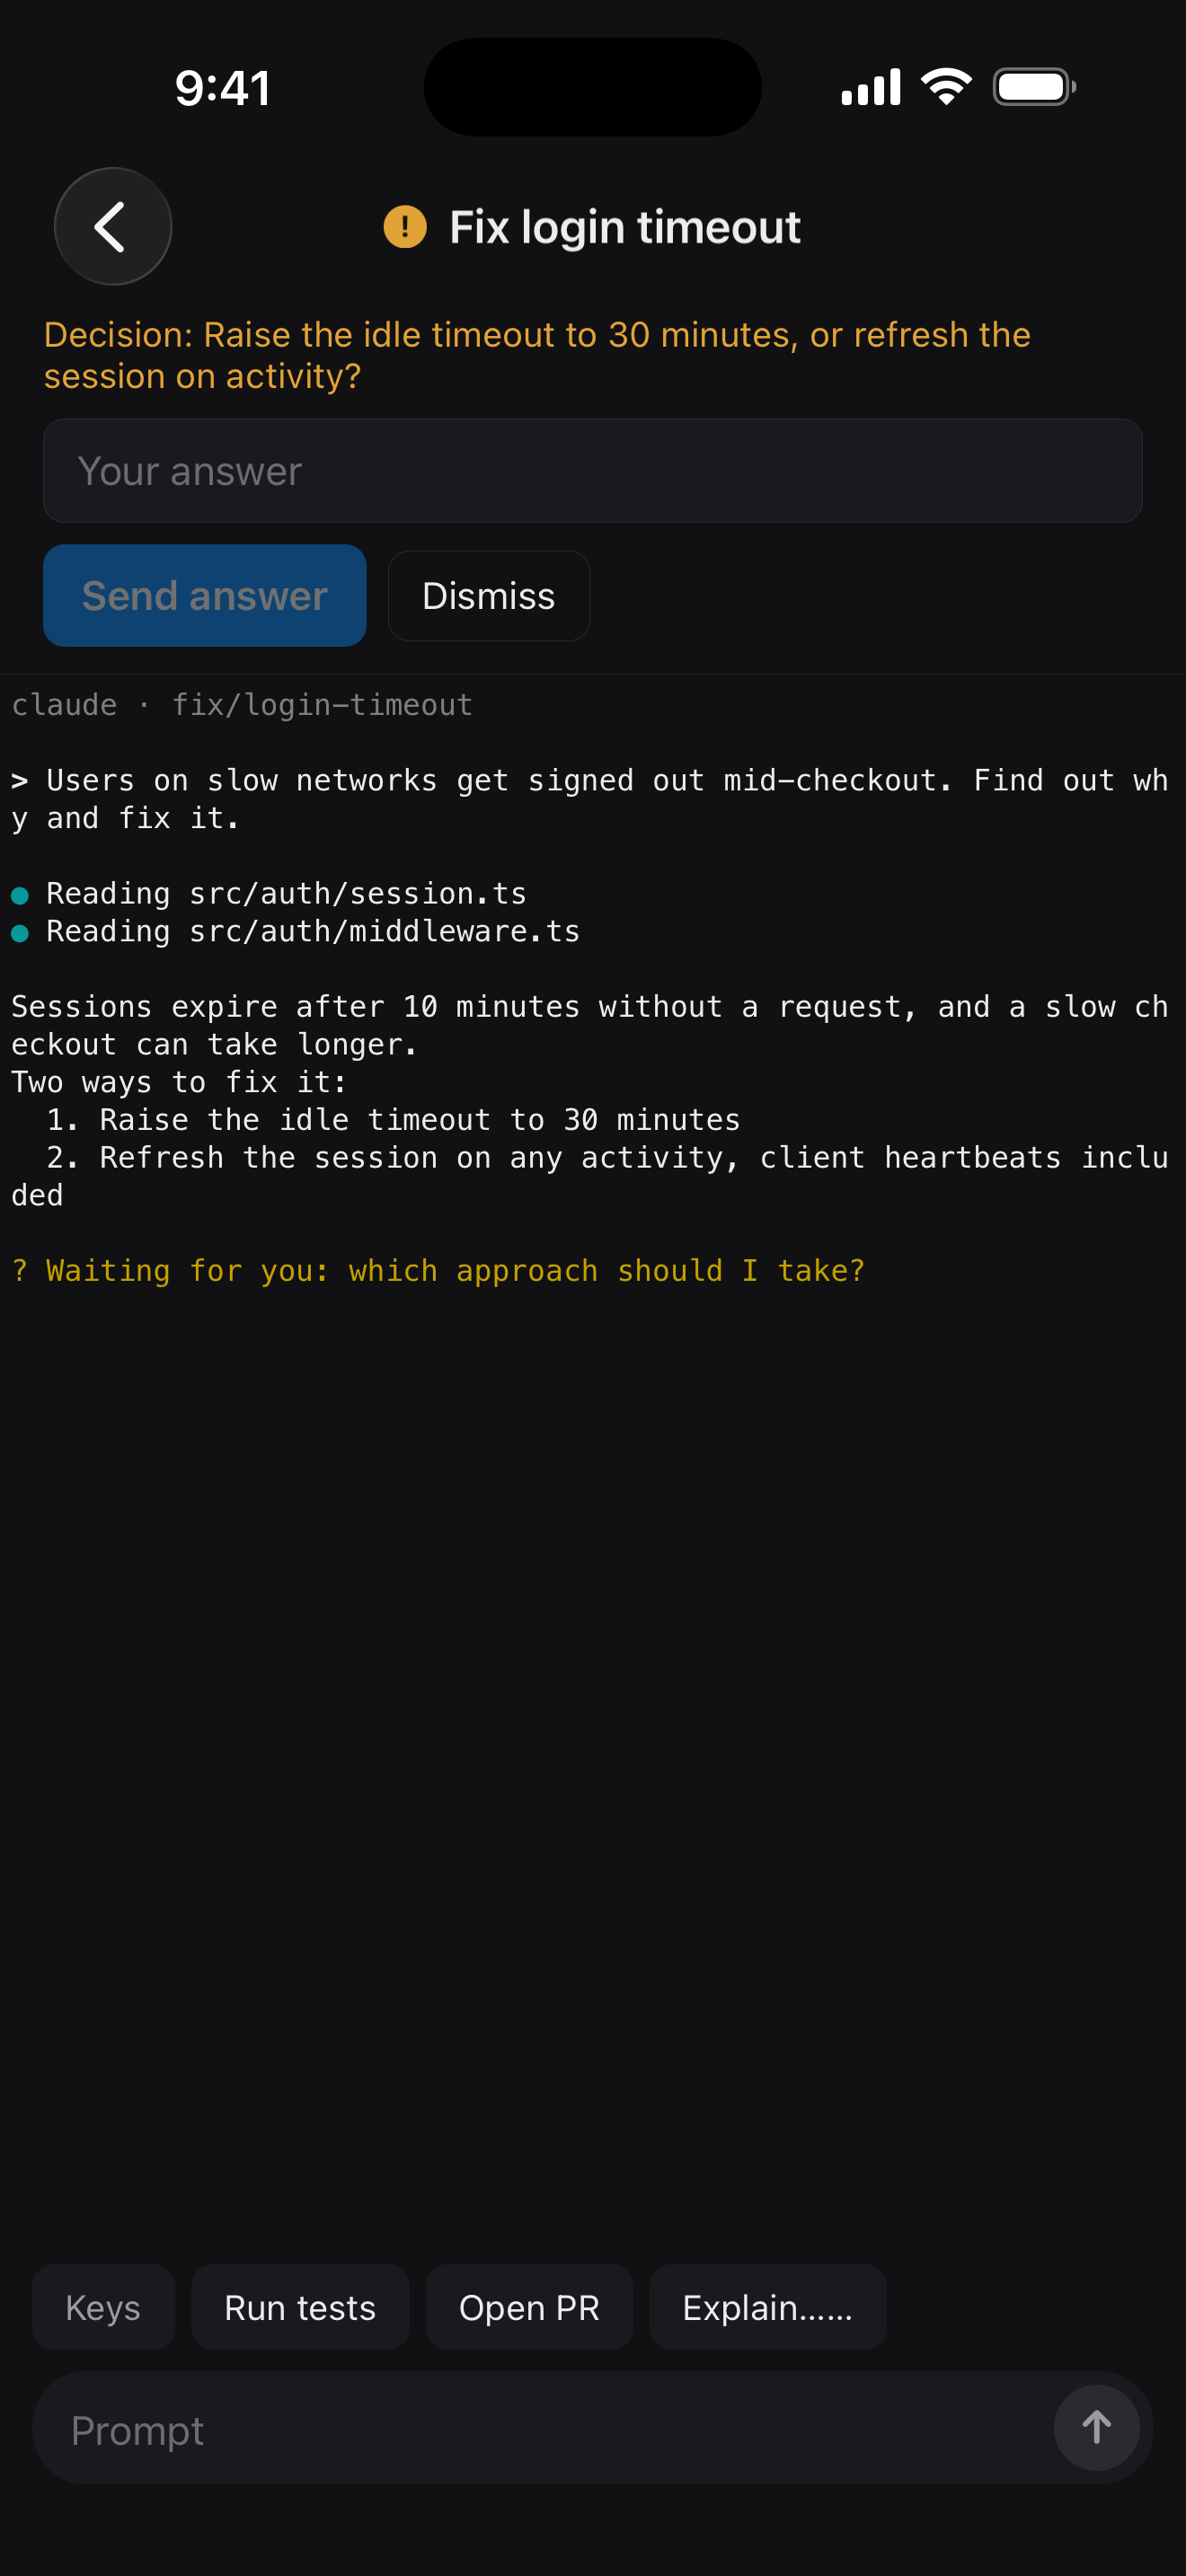 9:41
! Fix login timeout
Decision: Raise the idle timeout to 30 minutes, or refresh the
session on activity?
Your answer
Send answer
Dismiss
claude · fix/login-timeout
> Users on slow networks get signed out mid-checkout. Find out wh
y and fix it.
● Reading src/auth/session.ts
● Reading src/auth/middleware.ts
Sessions expire after 10 minutes without a request, and a slow ch
eckout can take longer.
Two ways to fix it:
1. Raise the idle timeout to 30 minutes
2. Refresh the session on any activity, client heartbeats inclu
ded
? Waiting for you: which approach should I take?
Keys
Run tests
Open PR
Explain......
Prompt